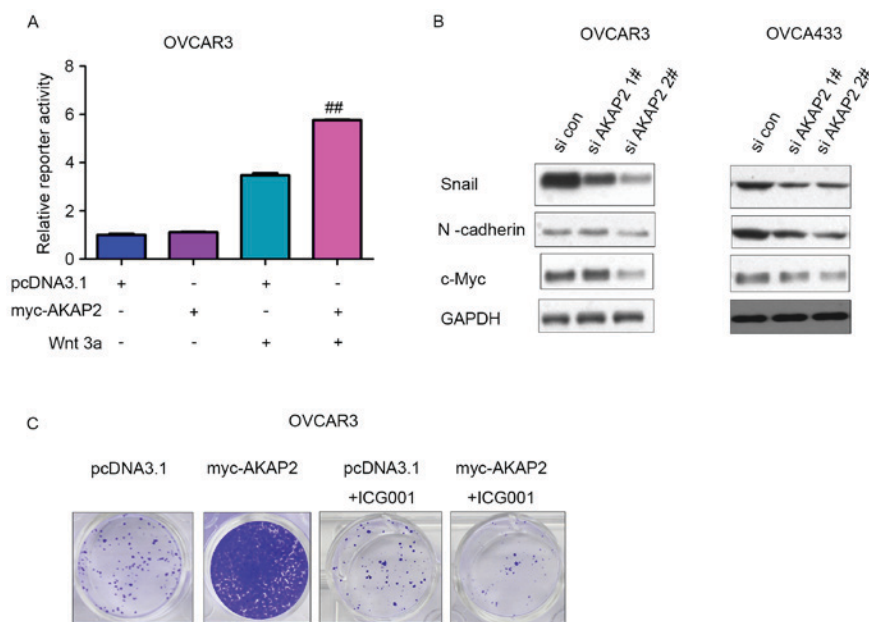 A
OVCAR3
Relative reporter activity
8
6
4
2
0
##
pcDNA3.1 + - + -
myc-AKAP2 - + - +
Wnt 3a - - + +
B
OVCAR3
OVCA433
si con
si AKAP2 1#
si AKAP2 2#
si con
si AKAP2 1#
si AKAP2 2#
Snail
N -cadherin
c-Myc
GAPDH
C
OVCAR3
pcDNA3.1
myc-AKAP2
pcDNA3.1
+ICG001
myc-AKAP2
+ICG001